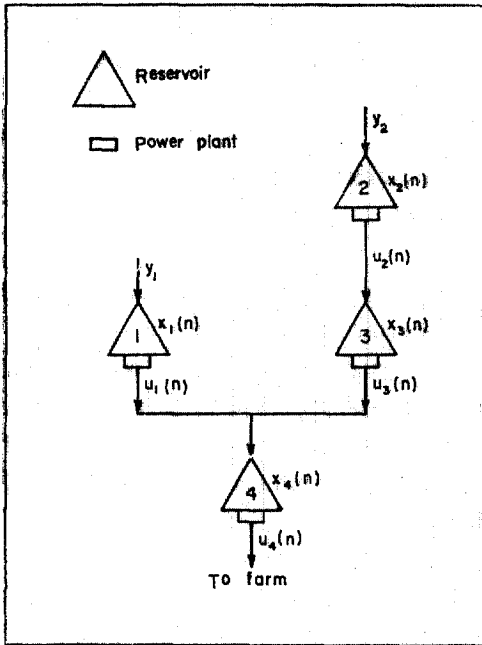 Reservoir
Power plant
y₂
2 x₂(n)
u₂(n)
y₁
1 x₁(n)
3 x₃(n)
u₁(n)
u₃(n)
4 x₄(n)
u₄(n)
To farm